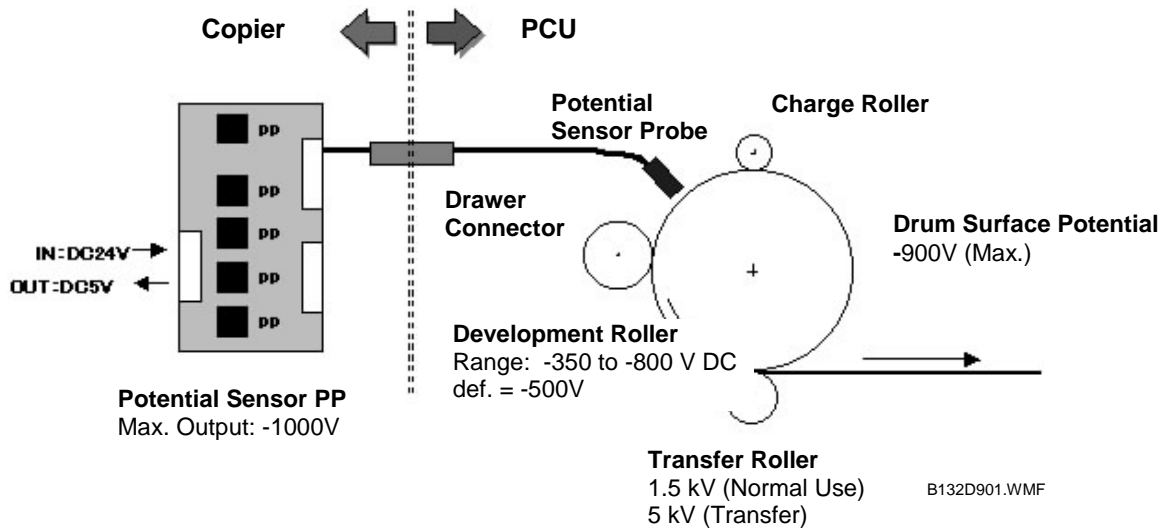 Copier
PCU
PP
PP
PP
PP
PP
IN:DC24V
OUT:DC5V
Potential Sensor PP
Max. Output: -1000V
Potential
Sensor Probe
Charge Roller
Drawer
Connector
Drum Surface Potential
-900V (Max.)
Development Roller
Range:  -350 to -800 V DC
def. = -500V
Transfer Roller
1.5 kV (Normal Use)
5 kV (Transfer)
B132D901.WMF